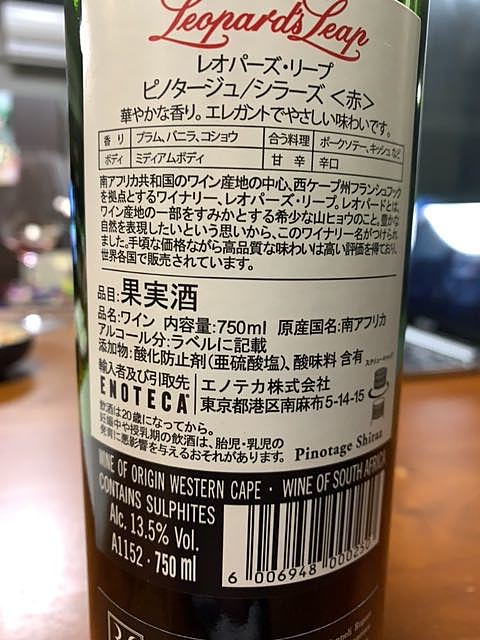 Leopard's Leap
レオパーズ・リープ
ピノタージュ/シラーズ <赤>
華やかな香り。エレガントでやさしい味わいです。
香り プラム、バニラ、コショウ 合う料理 ポークソテー、キッシュ など
ボディ ミディアムボディ 甘辛 辛口
南アフリカ共和国のワイン産地の中心、西ケープ州フランシュフック
を拠点とするワイナリー、レオパーズ・リープ。レオパードとは、
ワイン産地の一部をすみかとする希少な山ヒョウのこと。豊かな
自然を表現したいという思いから、このワイナリー名がつけられ
ました。手頃な価格ながら高品質な味わいは高い評価を得ており、
世界各国で販売されています。
品目:果実酒
品名:ワイン 内容量:750ml 原産国名:南アフリカ
アルコール分:ラベルに記載
添加物:酸化防止剤(亜硫酸塩)、酸味料 含有
スクリューキャップ
輸入者及び引取先 エノテカ株式会社
ENOTECA 東京都港区南麻布5-14-15
飲酒は20歳になってから。
妊娠中や授乳期の飲酒は、胎児・乳児の
発育に悪影響を与えるおそれがあります。
Pinotage Shiraz
WINE OF ORIGIN WESTERN CAPE · WINE OF SOUTH AFRICA
CONTAINS SULPHITES
Alc. 13.5% Vol.
A1152 · 750 ml
6 006948 000230